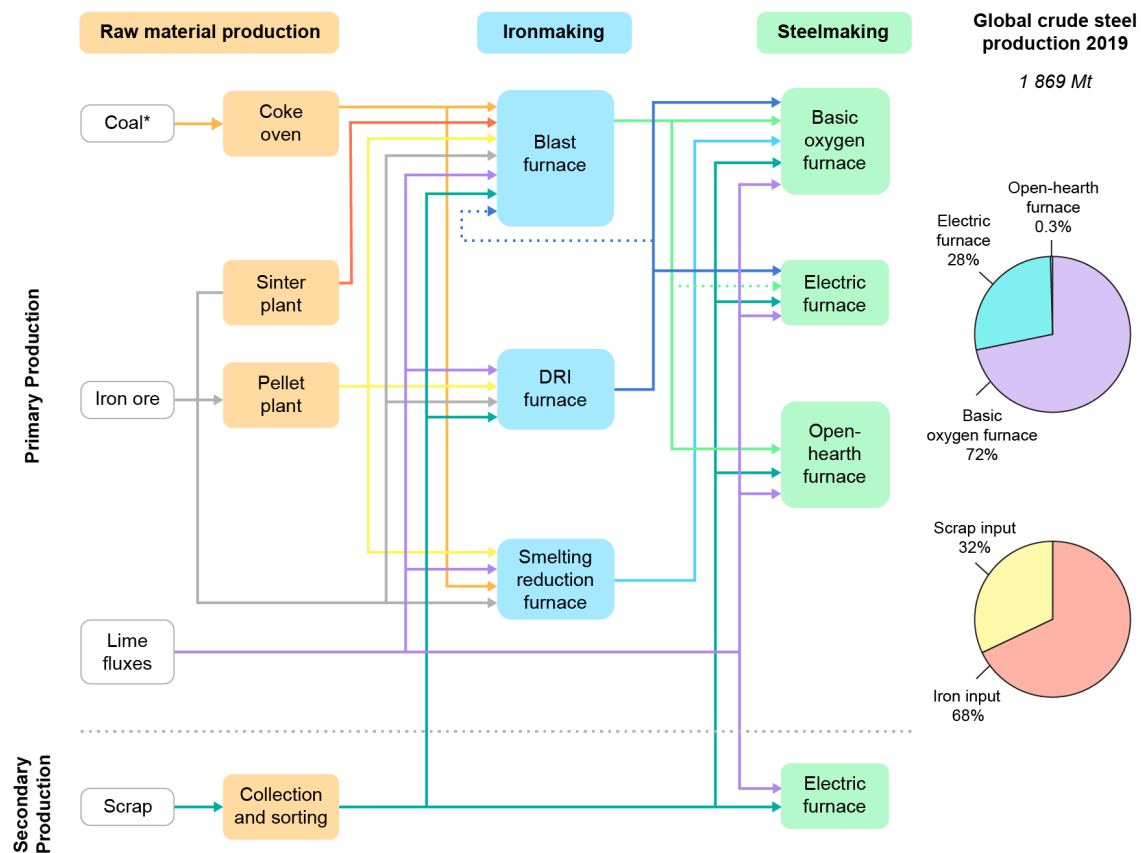 Raw material production
Ironmaking
Steelmaking
Global crude steel
production 2019
1 869 Mt
Primary Production
Coal*
Coke
oven
Blast
furnace
Basic
oxygen
furnace
Sinter
plant
Electric
furnace
Iron ore
Pellet
plant
DRI
furnace
Open-
hearth
furnace
Smelting
reduction
furnace
Lime
fluxes
Open-hearth
furnace
0.3%
Electric
furnace
28%
Basic
oxygen furnace
72%
Scrap input
32%
Iron input
68%
Secondary
Production
Scrap
Collection
and sorting
Electric
furnace